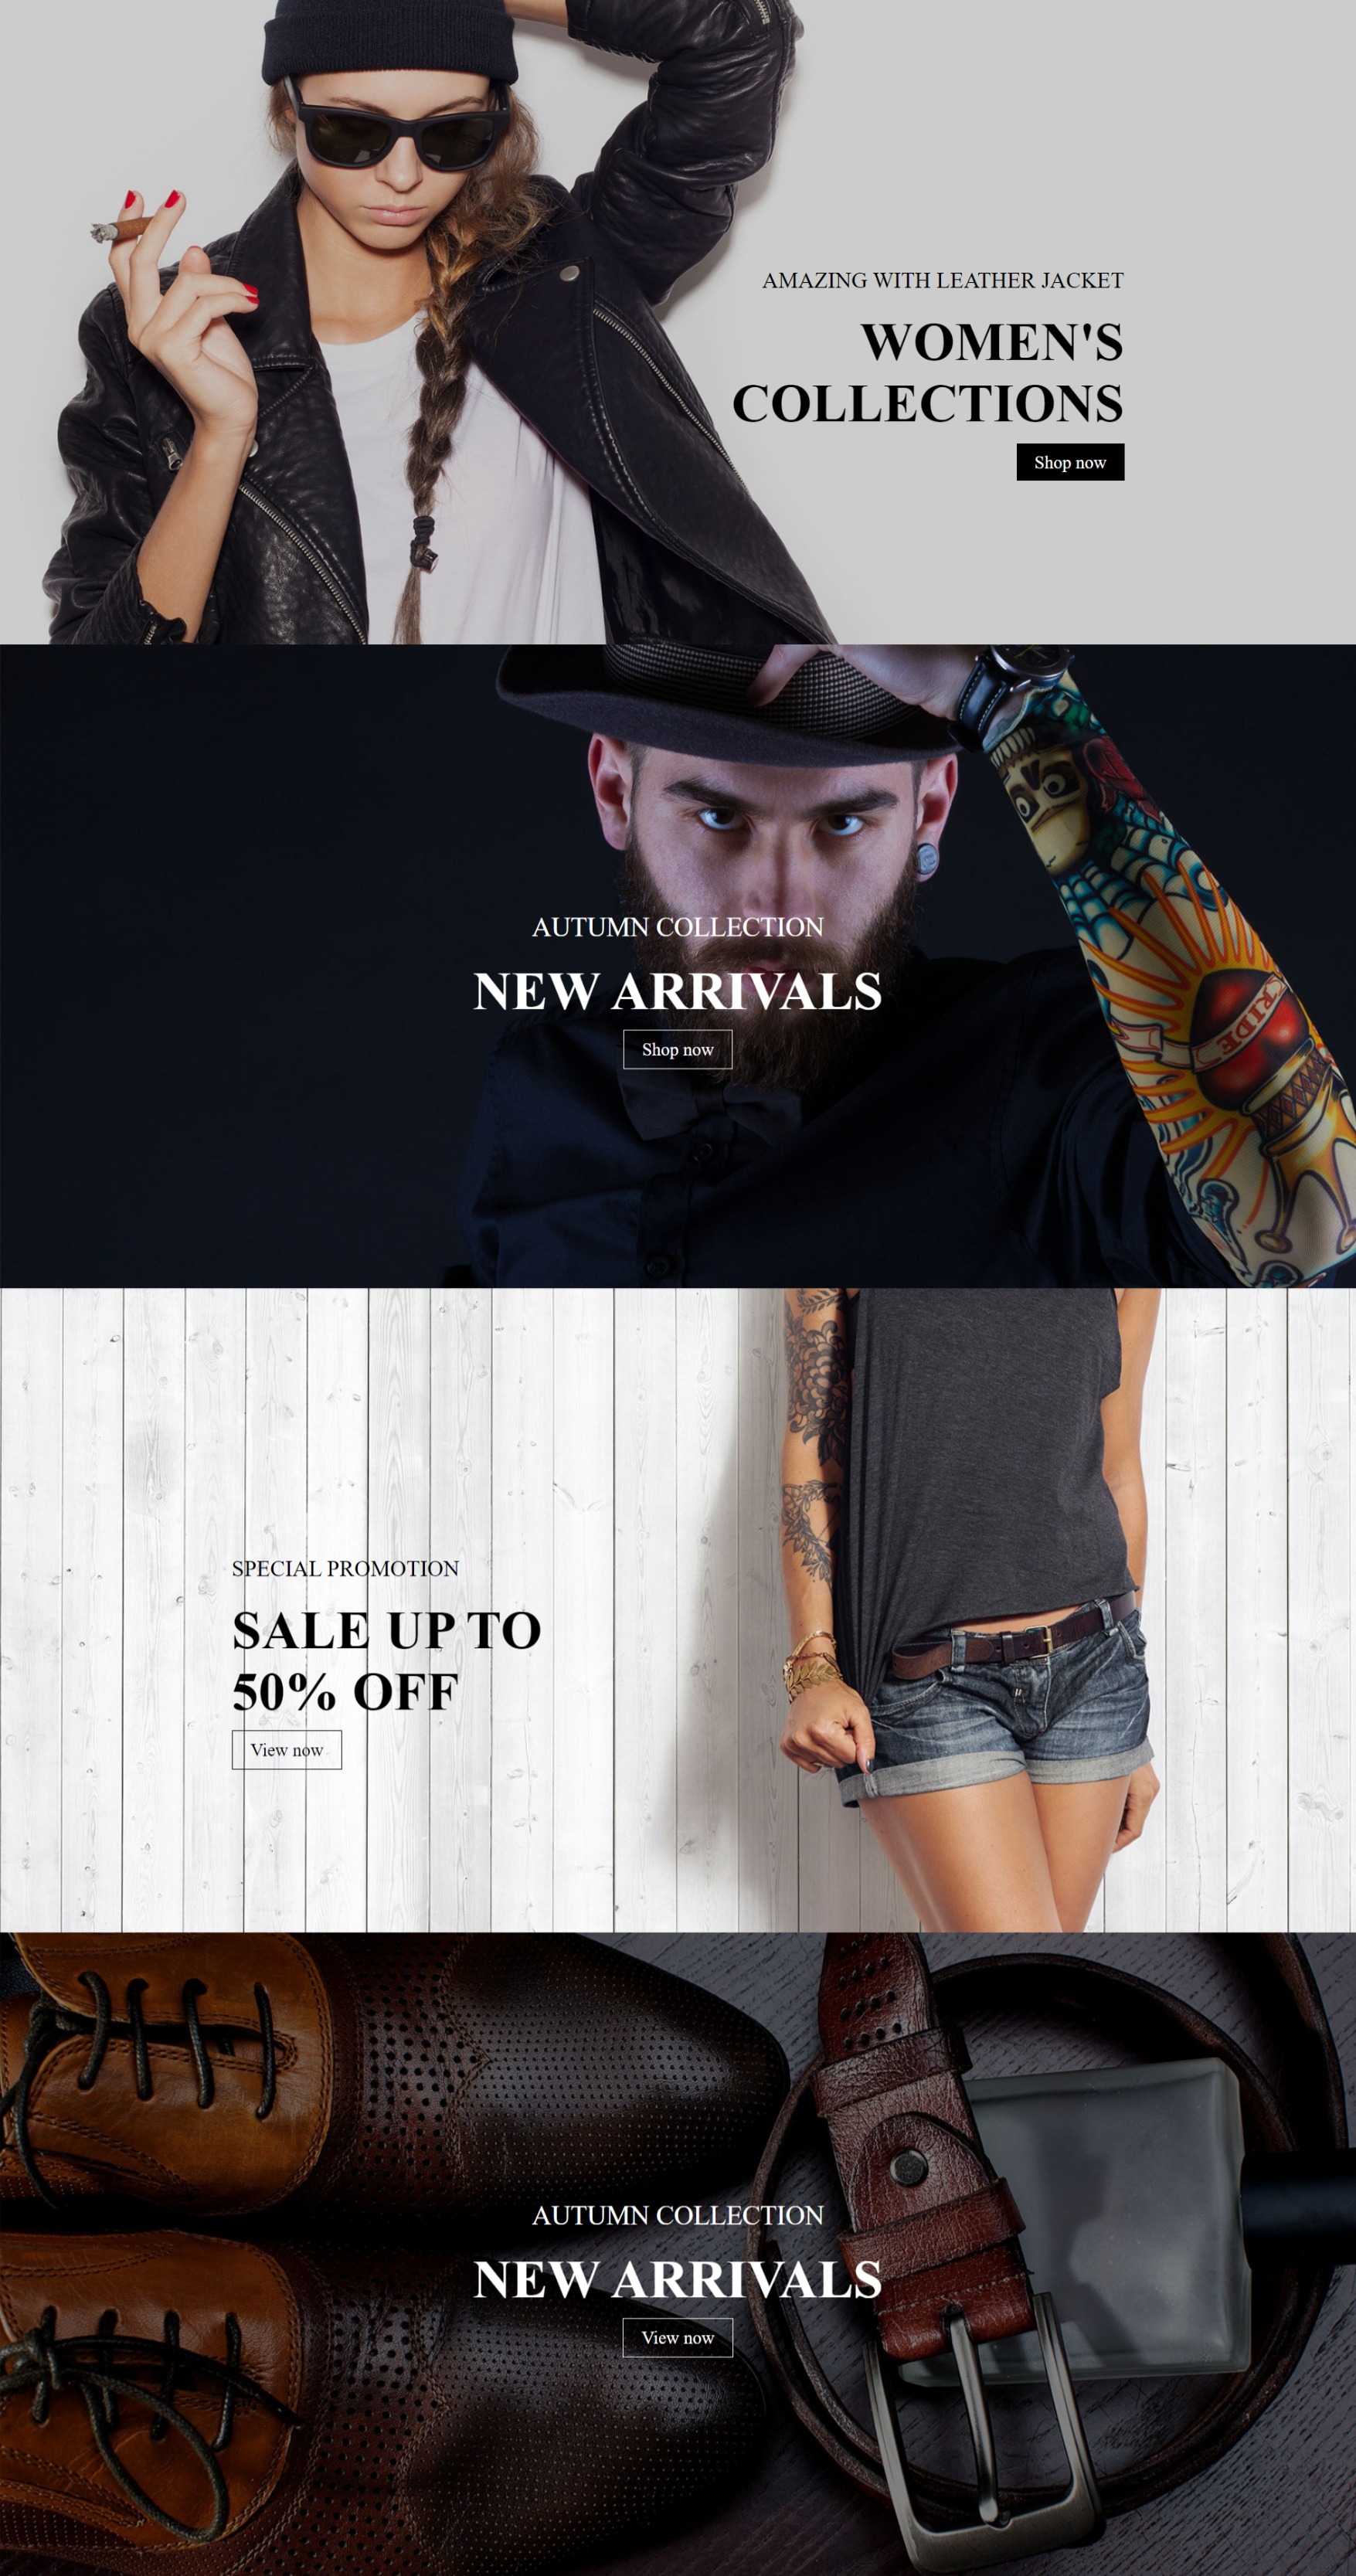 AMAZING WITH LEATHER JACKET
WOMEN'S
COLLECTIONS
Shop now
AUTUMN COLLECTION
NEW ARRIVALS
Shop now
RIDE
SPECIAL PROMOTION
SALE UP TO
50% OFF
View now
AUTUMN COLLECTION
NEW ARRIVALS
View now